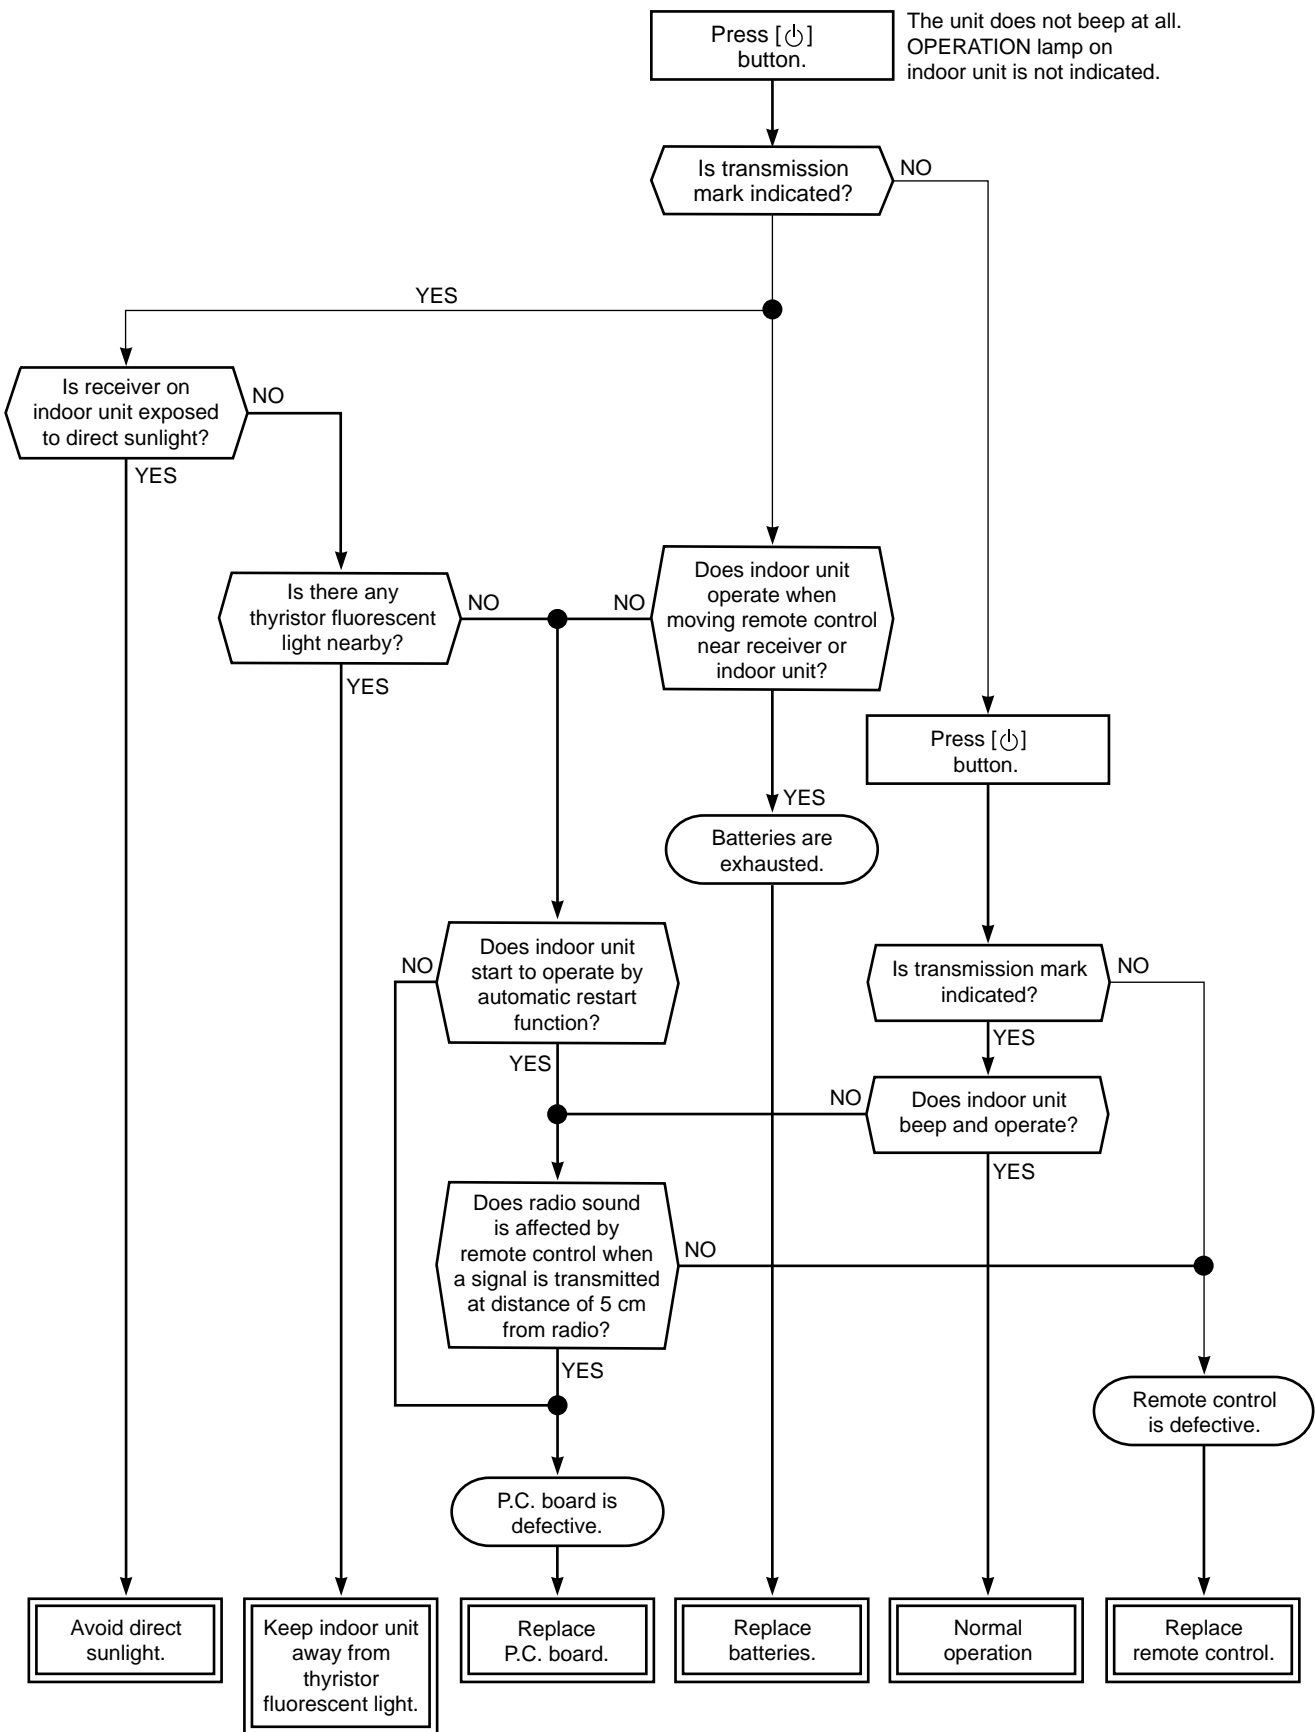 Press [⏻]
button.
The unit does not beep at all.
OPERATION lamp on
indoor unit is not indicated.
Is transmission
mark indicated?
NO
YES
Is receiver on
indoor unit exposed
to direct sunlight?
NO
YES
Is there any
thyristor fluorescent
light nearby?
NO
YES
NO
Does indoor unit
operate when
moving remote control
near receiver or
indoor unit?
YES
Press [⏻]
button.
Batteries are
exhausted.
Does indoor unit
start to operate by
automatic restart
function?
NO
YES
Is transmission mark
indicated?
NO
YES
NO
Does indoor unit
beep and operate?
YES
Does radio sound
is affected by
remote control when
a signal is transmitted
at distance of 5 cm
from radio?
NO
YES
Remote control
is defective.
P.C. board is
defective.
Avoid direct
sunlight.
Keep indoor unit
away from
thyristor
fluorescent light.
Replace
P.C. board.
Replace
batteries.
Normal
operation
Replace
remote control.